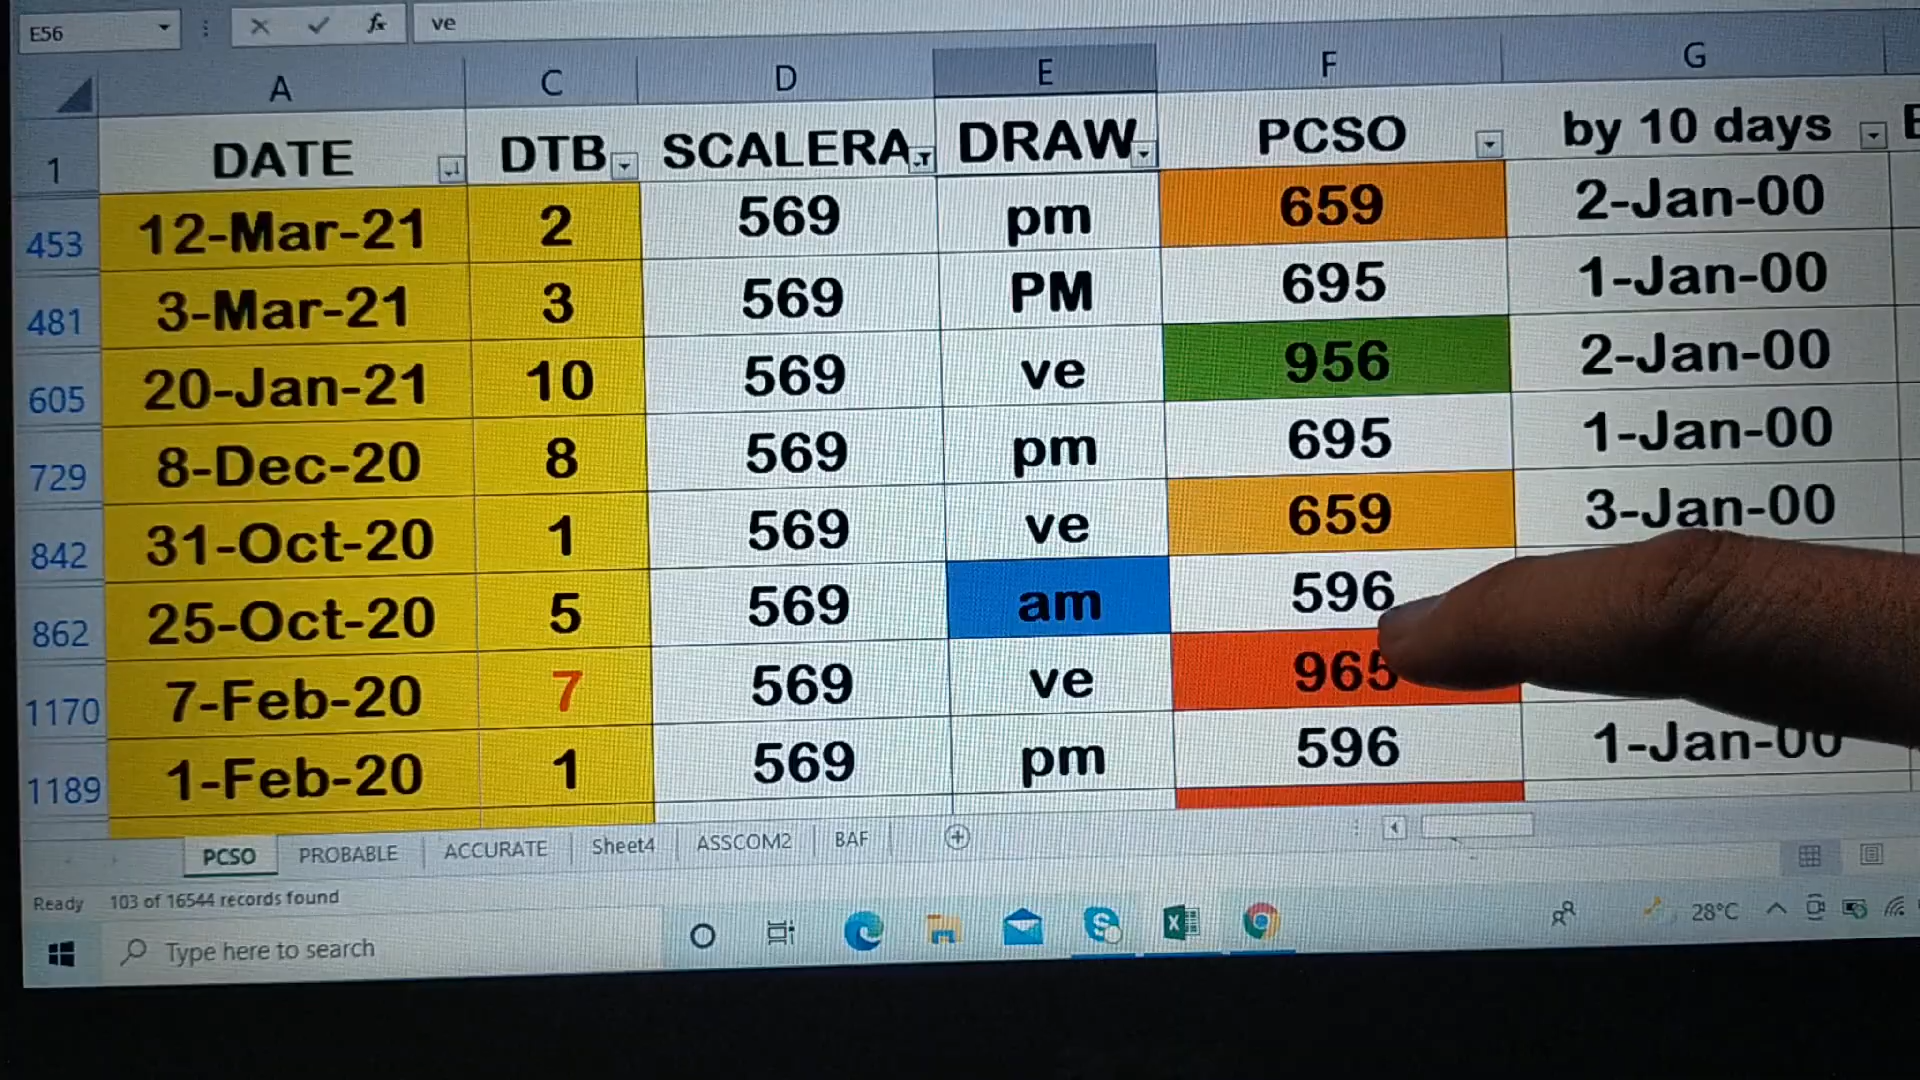 E56 fx ve
A C D E F G
1 DATE DTB SCALERA DRAW PCSO by 10 days
453 12-Mar-21 2 569 pm 659 2-Jan-00
481 3-Mar-21 3 569 PM 695 1-Jan-00
605 20-Jan-21 10 569 ve 956 2-Jan-00
729 8-Dec-20 8 569 pm 695 1-Jan-00
842 31-Oct-20 1 569 ve 659 3-Jan-00
862 25-Oct-20 5 569 am 596
1170 7-Feb-20 7 569 ve 965
1189 1-Feb-20 1 569 pm 596 1-Jan-00
PCSO PROBABLE ACCURATE Sheet4 ASSCOM2 BAF
Ready 103 of 16544 records found
Type here to search 28°C